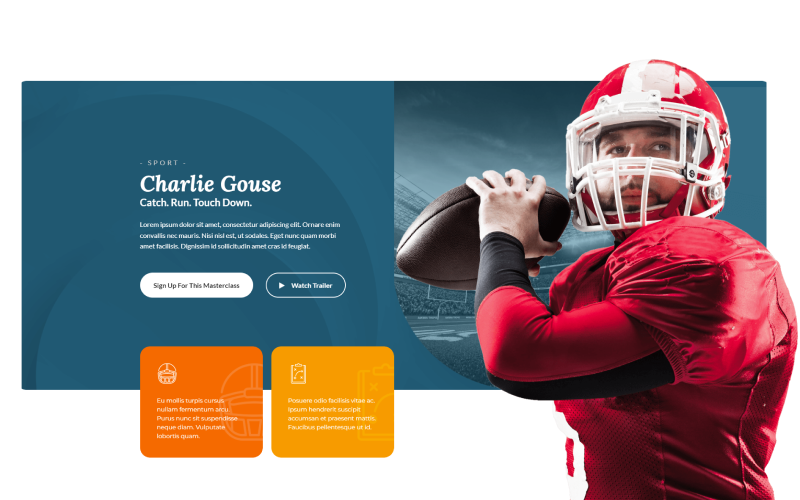 - SPORT -
Charlie Gouse
Catch. Run. Touch Down.
Lorem ipsum dolor sit amet, consectetur adipiscing elit. Ornare enim
convallis nec mauris. Nisi nisl est, ut sodales. Eget nunc quam morbi
amet facilisis. Dignissim id sollicitudin amet cras id feugiat.
Sign Up For This Masterclass
Watch Trailer
Eu mollis turpis cursus
nullam fermentum arcu
Purus nunc sit suspendisse
neque diam. Vulputate
lobortis quam.
Posuere odio facilisis vitae ac.
Ipsum hendrerit suscipit
accumsan et praesent mattis.
Faucibus pellentesque ut id.